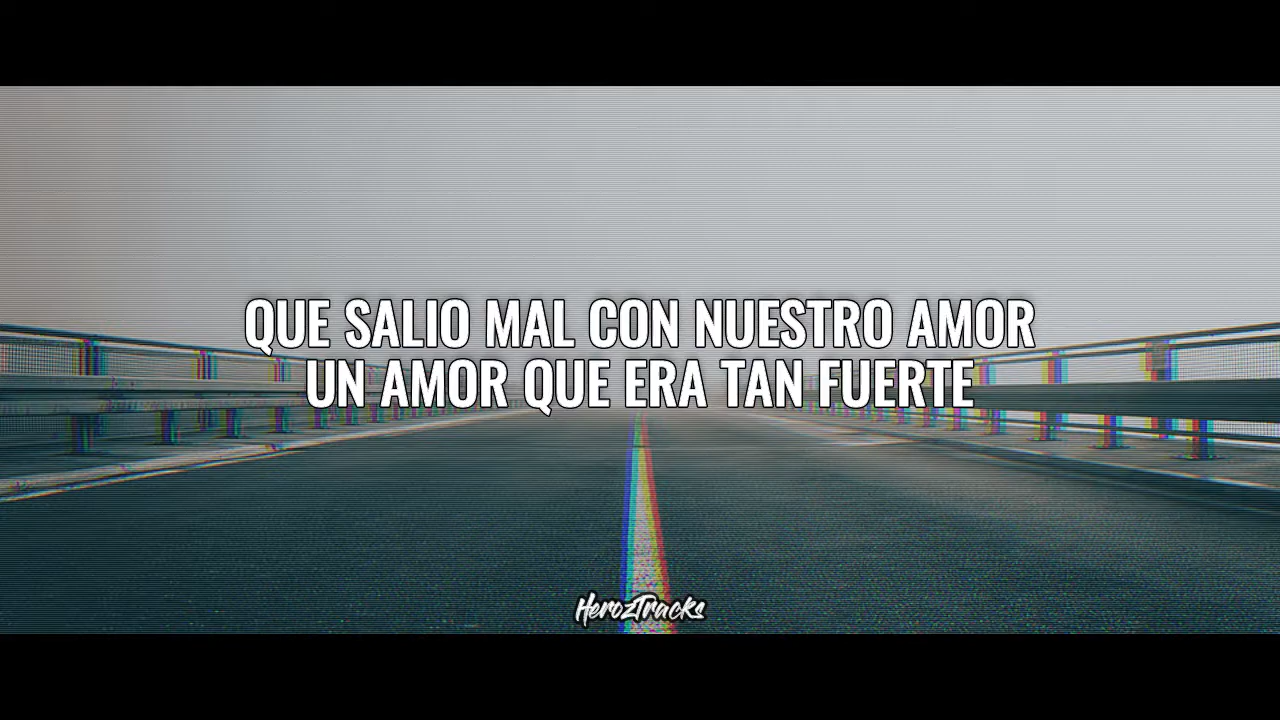 QUE SALIO MAL CON NUESTRO AMOR
UN AMOR QUE ERA TAN FUERTE
HerozTracks